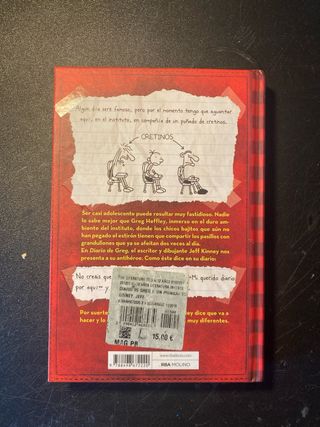 Algún día seré famoso, pero por el momento tengo que aguantar
aquí, en el instituto, en compañía de un puñado de cretinos.
CRETINOS
Ser casi adolescente puede resultar muy fastidioso. Nadie
lo sabe mejor que Greg Heffley, inmerso en el duro am-
biente del instituto, donde los chicos bajitos que aún no
han pegado el estirón tienen que compartir los pasillos con
grandullones que ya se afeitan dos veces al día.
En Diario de Greg, el escritor y dibujante Jeff Kinney nos
presenta a su antihéroe. Como éste dice en su diario:
No creas que querido diario
por aquí
KINNEY, JEFF
15,00 €
MAG PB
Por suerte dice que va a
hacer y lo muy diferentes.
RBA MOLINO